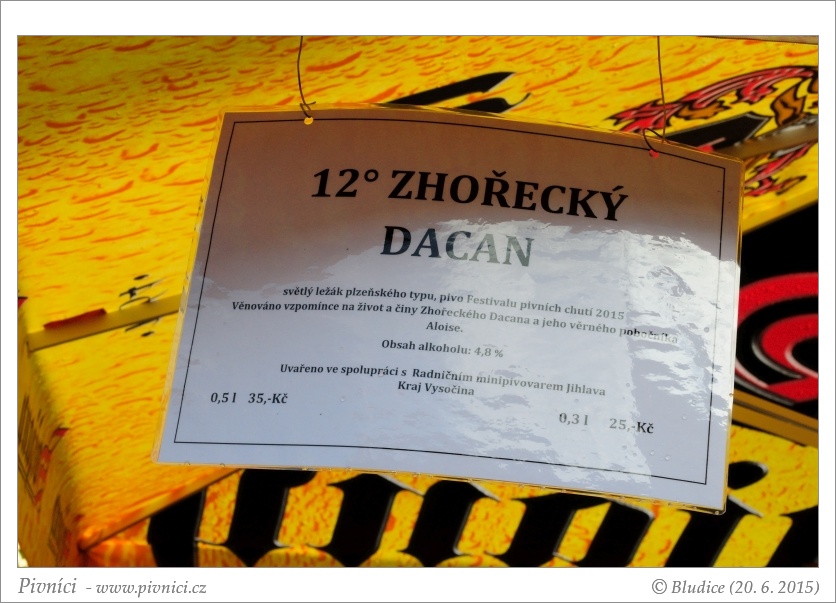 12° ZHOŘECKÝ
DACAN
světlý ležák plzeňského typu, pivo Festivalu pivních chutí 2015
Věnováno vzpomínce na život a činy Zhořeckého Dacana a jeho věrného pobočníka
Aloise.
Obsah alkoholu: 4,8 %
Uvařeno ve spolupráci s Radničním minipivovarem Jihlava
Kraj Vysočina
0,5 l 35,-Kč
0,3 l 25,-Kč
Pivníci - www.pivnici.cz
© Bludice (20. 6. 2015)